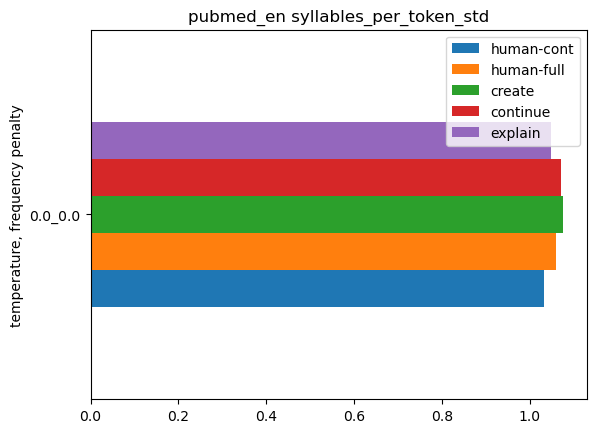 pubmed_en syllables_per_token_std
human-cont
human-full
create
continue
explain
temperature, frequency penalty
0.0_0.0
0.0 0.2 0.4 0.6 0.8 1.0